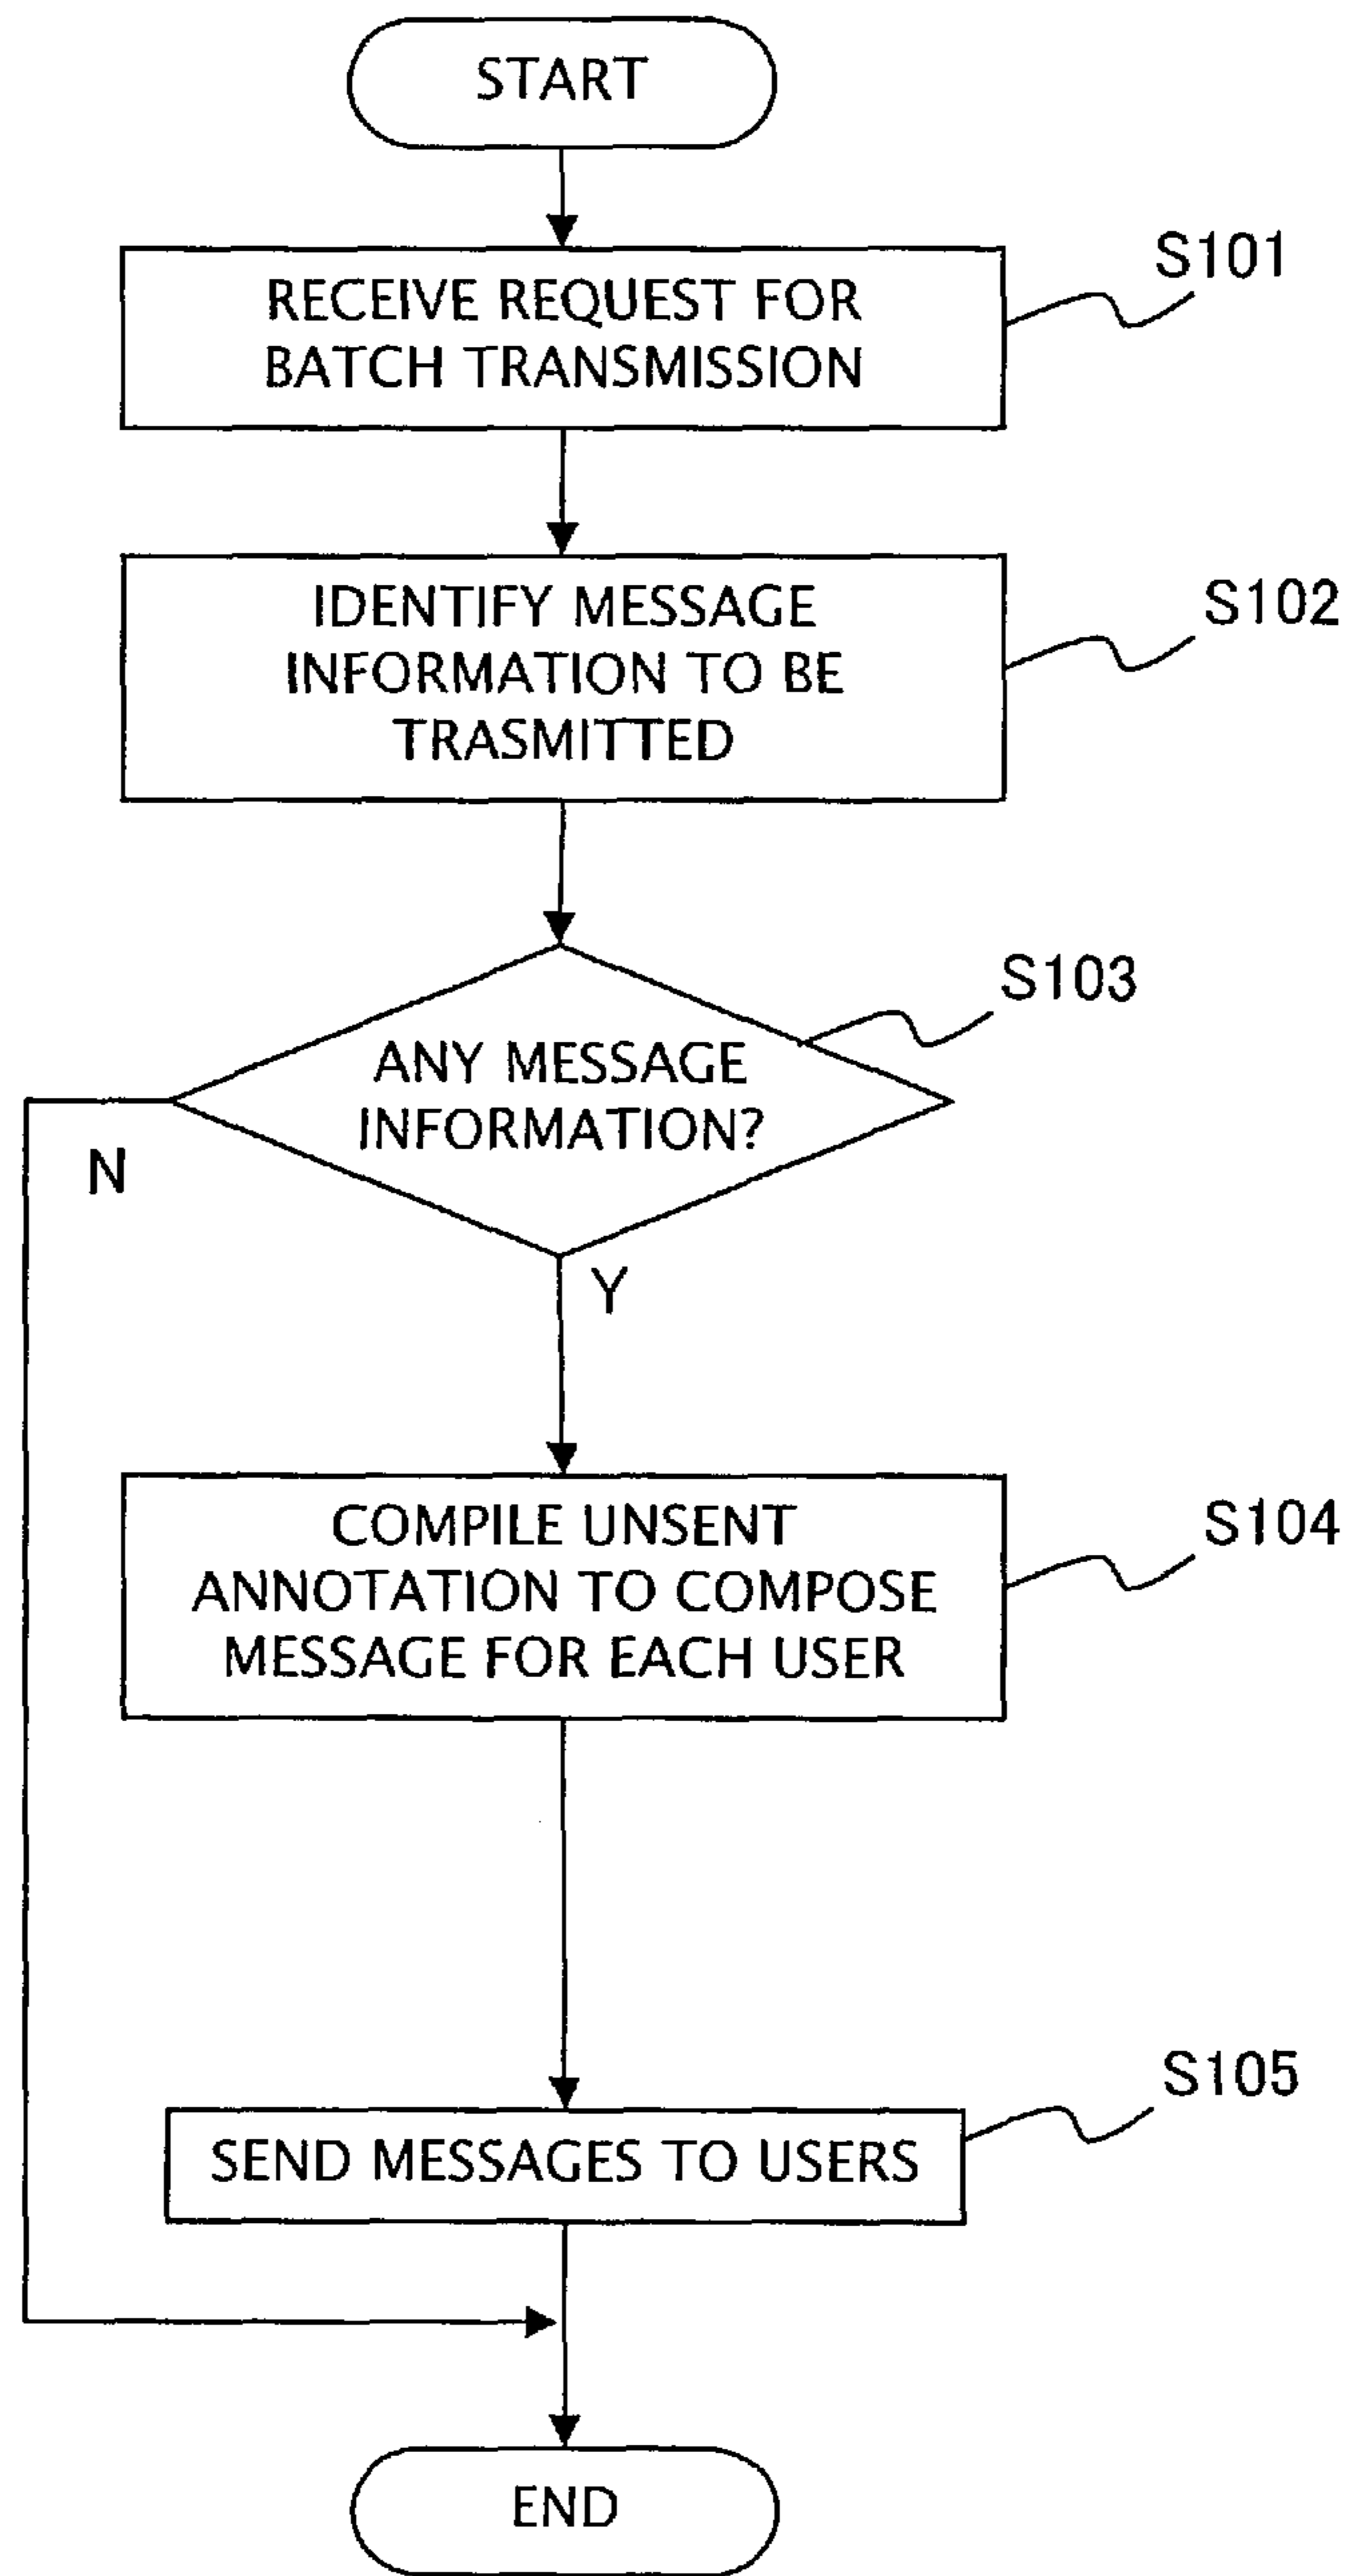 START
S101
RECEIVE REQUEST FOR
BATCH TRANSMISSION
S102
IDENTIFY MESSAGE
INFORMATION TO BE
TRASMITTED
S103
ANY MESSAGE
INFORMATION?
N
Y
S104
COMPILE UNSENT
ANNOTATION TO COMPOSE
MESSAGE FOR EACH USER
S105
SEND MESSAGES TO USERS
END